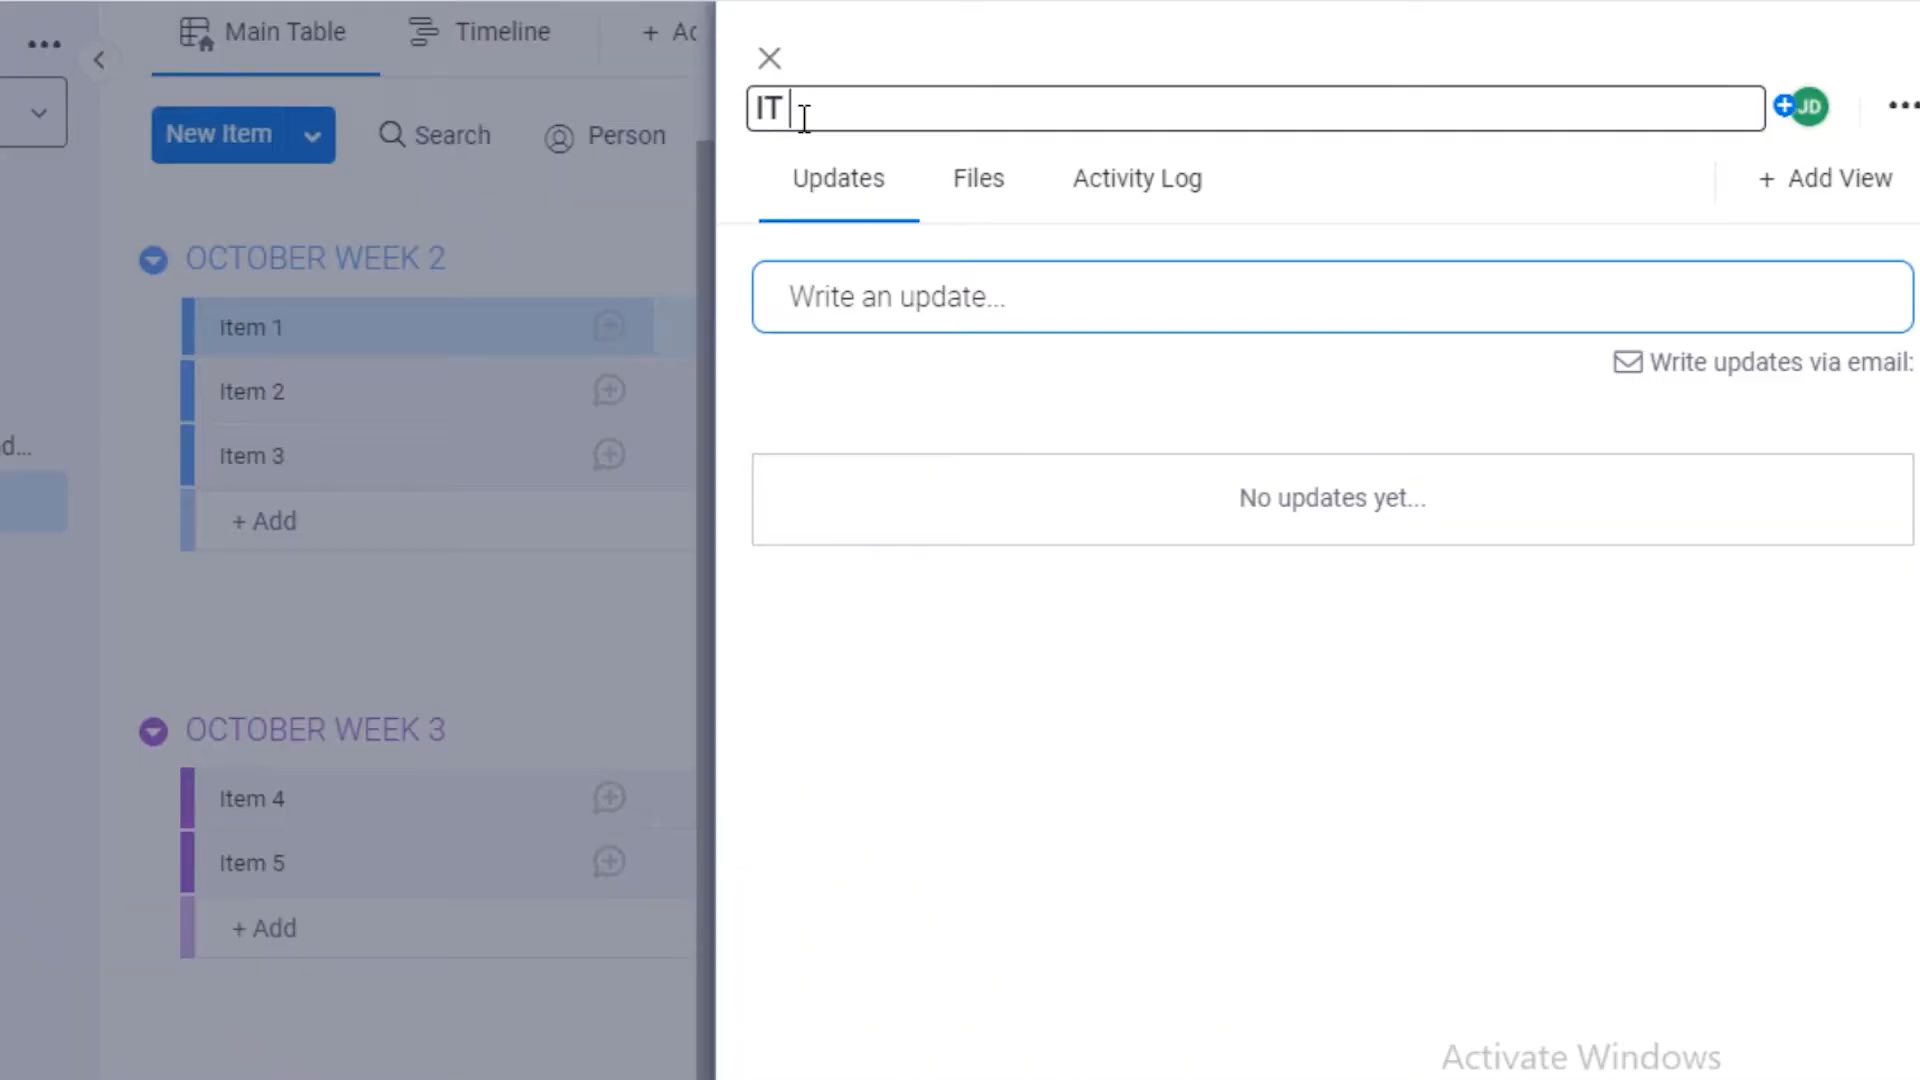 Main Table
Timeline
+ Ad
New Item
Search
Person
OCTOBER WEEK 2
Item 1
Item 2
Item 3
+ Add
d...
OCTOBER WEEK 3
Item 4
Item 5
+ Add
IT
JD
Updates
Files
Activity Log
+ Add View
Write an update...
Write updates via email:
No updates yet...
Activate Windows